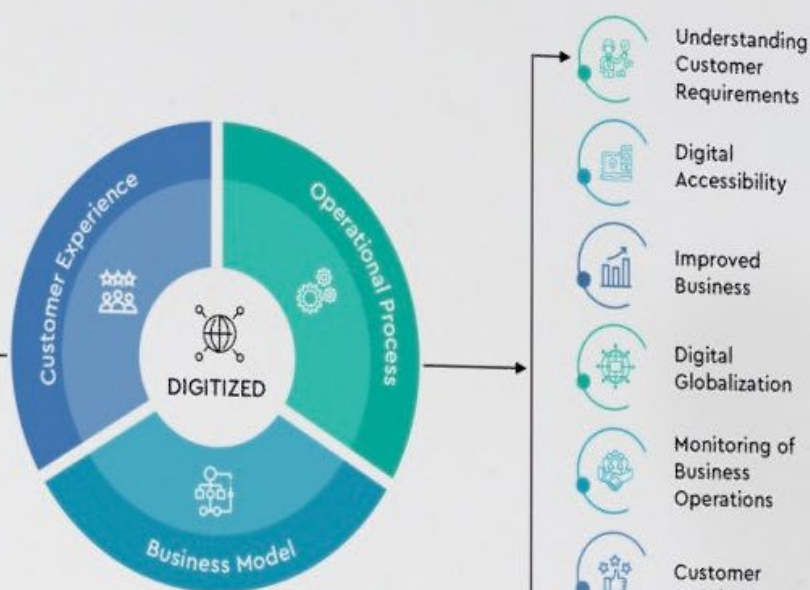 Customer Experience
Operational Process
DIGITIZED
Business Model
Understanding
Customer
Requirements
Digital
Accessibility
Improved
Business
Digital
Globalization
Monitoring of
Business
Operations
Customer